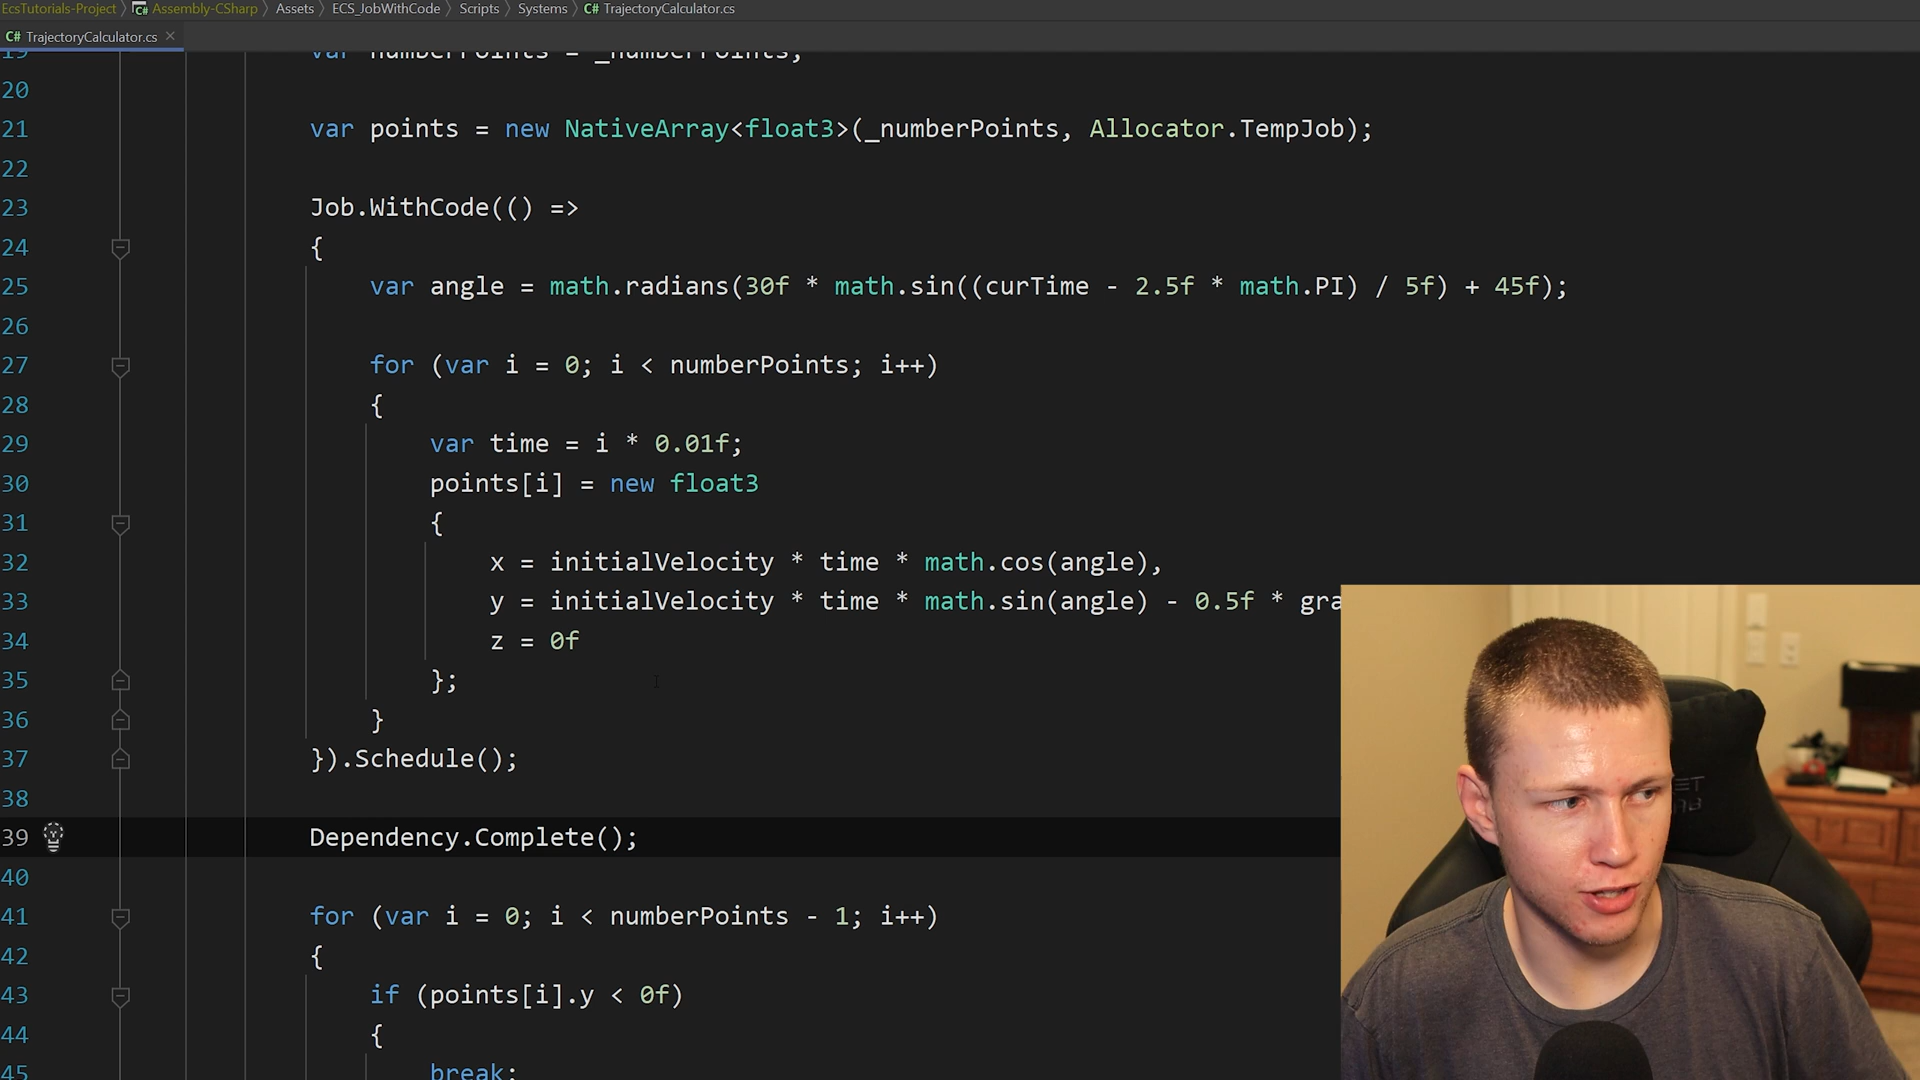 EcsTutorials-Project 〉 Assembly-CSharp 〉 Assets 〉 ECS_JobWithCode 〉 Scripts 〉 Systems 〉 C# TrajectoryCalculator.cs
C# TrajectoryCalculator.cs ×
19 var numberPoints = _numberPoints;
20
21 var points = new NativeArray<float3>(_numberPoints, Allocator.TempJob);
22
23 Job.WithCode(() =>
24 {
25 var angle = math.radians(30f * math.sin((curTime - 2.5f * math.PI) / 5f) + 45f);
26
27 for (var i = 0; i < numberPoints; i++)
28 {
29 var time = i * 0.01f;
30 points[i] = new float3
31 {
32 x = initialVelocity * time * math.cos(angle),
33 y = initialVelocity * time * math.sin(angle) - 0.5f * gra
34 z = 0f
35 };
36 }
37 }).Schedule();
38
39 Dependency.Complete();
40
41 for (var i = 0; i < numberPoints - 1; i++)
42 {
43 if (points[i].y < 0f)
44 {
45 break;